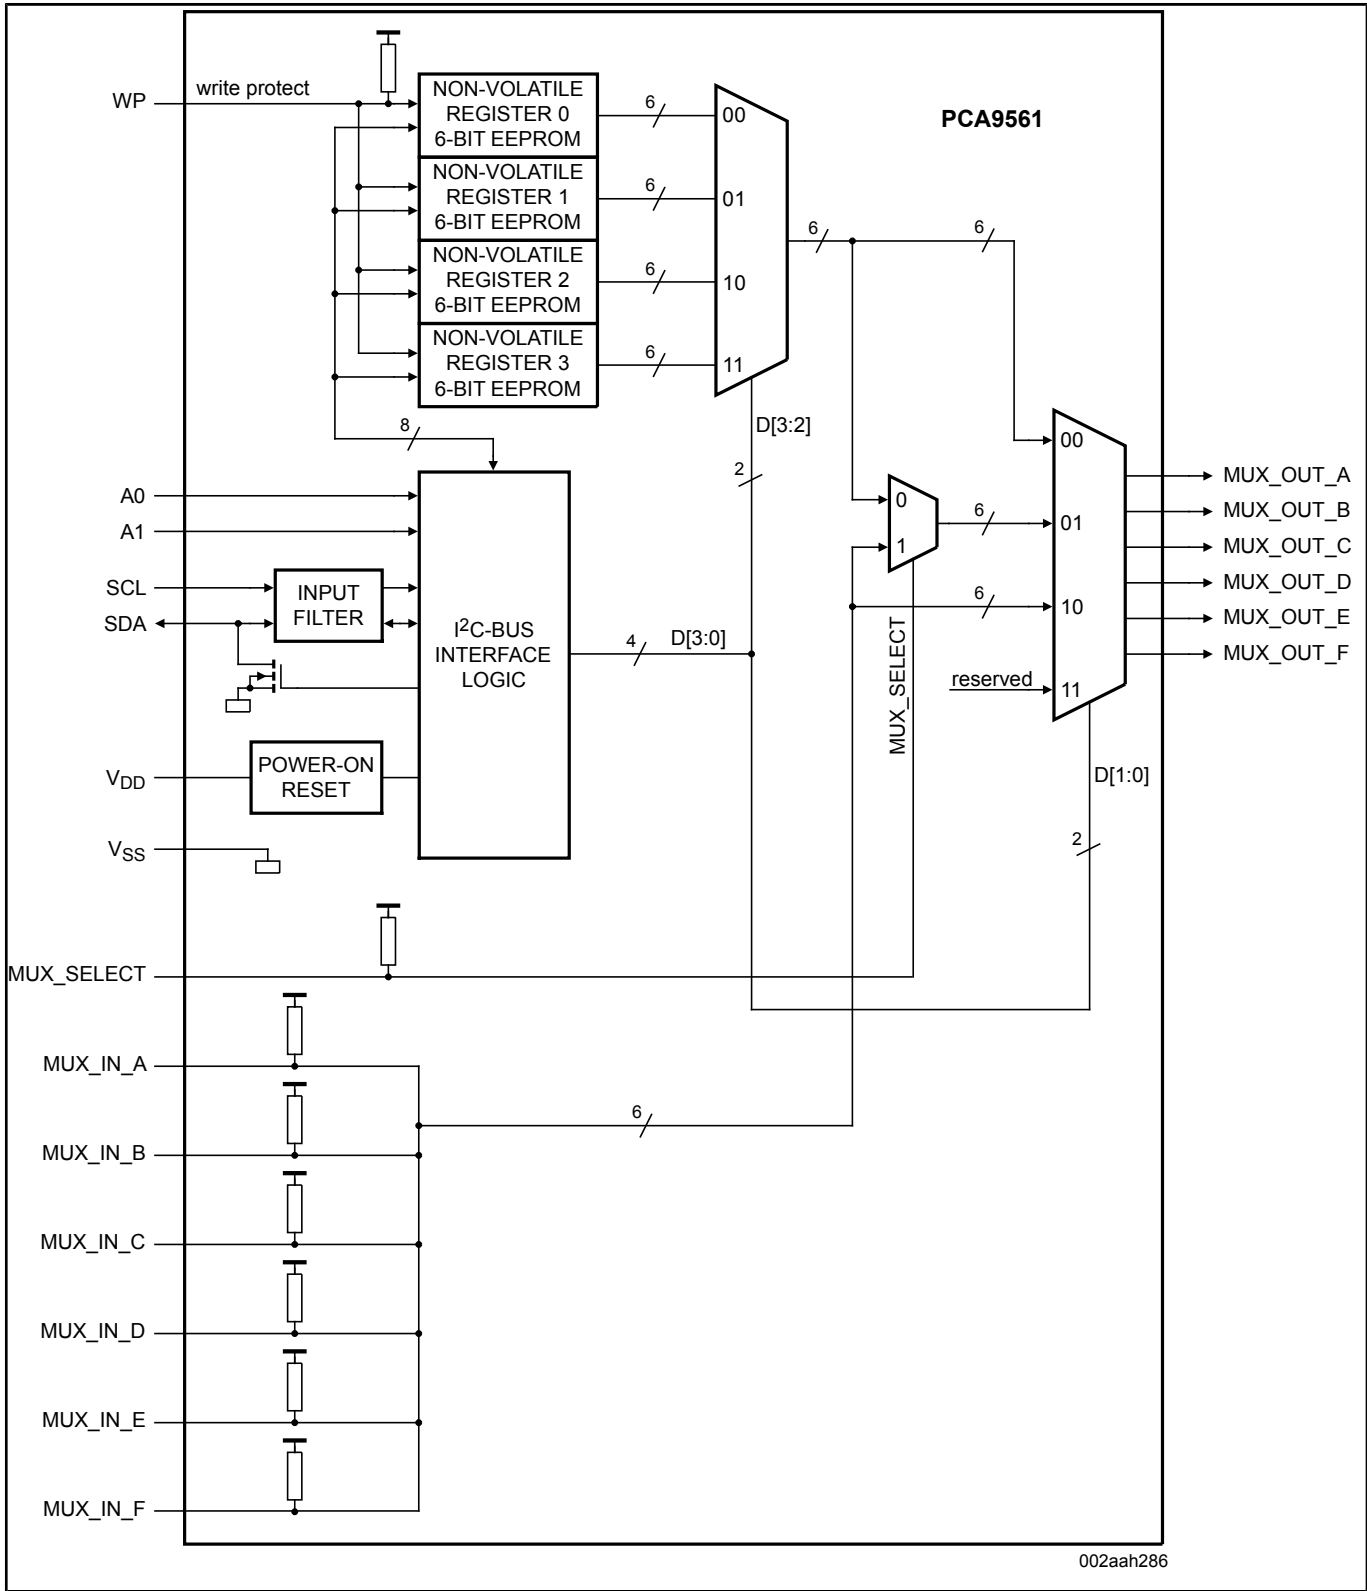 WP
write protect
NON-VOLATILE
REGISTER 0
6-BIT EEPROM
6
00
PCA9561
NON-VOLATILE
REGISTER 1
6-BIT EEPROM
6
01
NON-VOLATILE
REGISTER 2
6-BIT EEPROM
6
10
NON-VOLATILE
REGISTER 3
6-BIT EEPROM
6
11
6
6
8
D[3:2]
2
A0
A1
SCL
SDA
INPUT
FILTER
I2C-BUS
INTERFACE
LOGIC
4
D[3:0]
0
1
MUX_SELECT
6
6
00
01
10
reserved
11
MUX_OUT_A
MUX_OUT_B
MUX_OUT_C
MUX_OUT_D
MUX_OUT_E
MUX_OUT_F
VDD
POWER-ON
RESET
D[1:0]
2
VSS
MUX_SELECT
MUX_IN_A
6
MUX_IN_B
MUX_IN_C
MUX_IN_D
MUX_IN_E
MUX_IN_F
002aah286